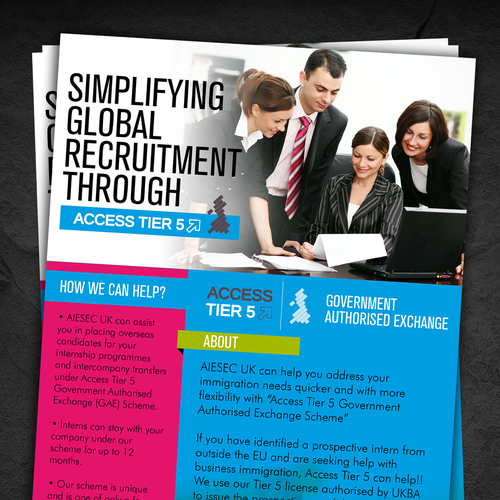 SIMPLIFYING
GLOBAL
RECRUITMENT
THROUGH
ACCESS TIER 5
HOW WE CAN HELP?
• AIESEC UK can assist
you in placing overseas
candidates for your
internship programmes
and intercompany transfers
under Access Tier 5
Government Authorised
Exchange (GAE) Scheme.
• Interns can stay with your
company under our
scheme for up to 12
months.
• Our scheme is unique
ACCESS
TIER 5
GOVERNMENT
AUTHORISED EXCHANGE
ABOUT
AIESEC UK can help you address your
immigration needs quicker and with more
flexibility with “Access Tier 5 Government
Authorised Exchange Scheme”
If you have identified a prospective intern from
outside the EU and are seeking help with
business immigration, Access Tier 5 can help!!
We use our Tier 5 license authorised by UKBA